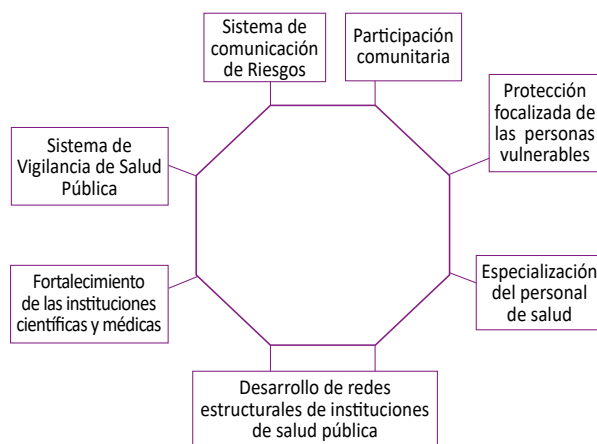 Sistema de
comunicación
de Riesgos
Participación
comunitaria
Protección
focalizada de
las personas
vulnerables
Sistema de
Vigilancia de Salud
Pública
Fortalecimiento
de las instituciones
científicas y médicas
Especialización
del personal
de salud
Desarrollo de redes
estructurales de instituciones
de salud pública